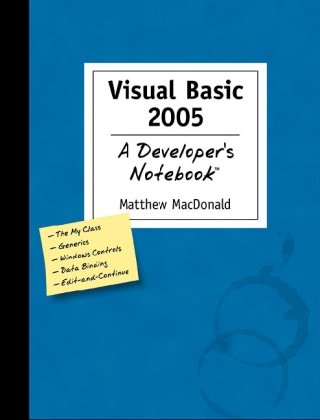 Visual Basic
2005
A Developer's
Notebook™
Matthew MacDonald
– The My Class
– Generics
– Windows Controls
– Data Binding
– Edit-and-Continue